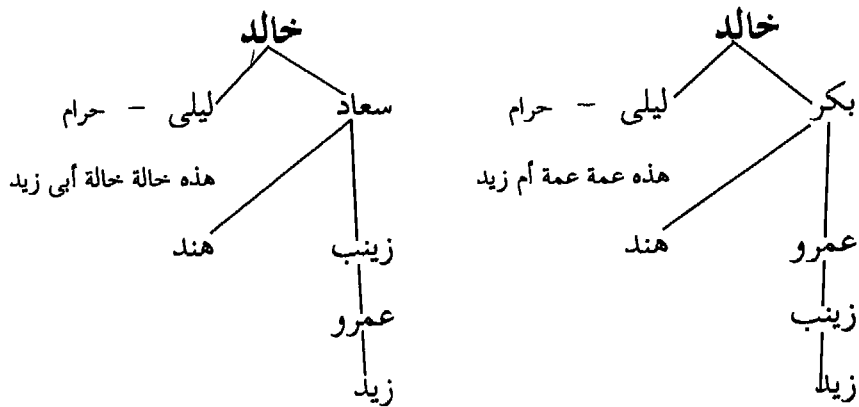 خالد
بكر
ليلى – حرام
هذه عمة عمة أم زيد
عمرو
هند
زينب
زيد
خالد
سعاد
ليلى – حرام
هذه خالة خالة أبى زيد
زينب
هند
عمرو
زيد